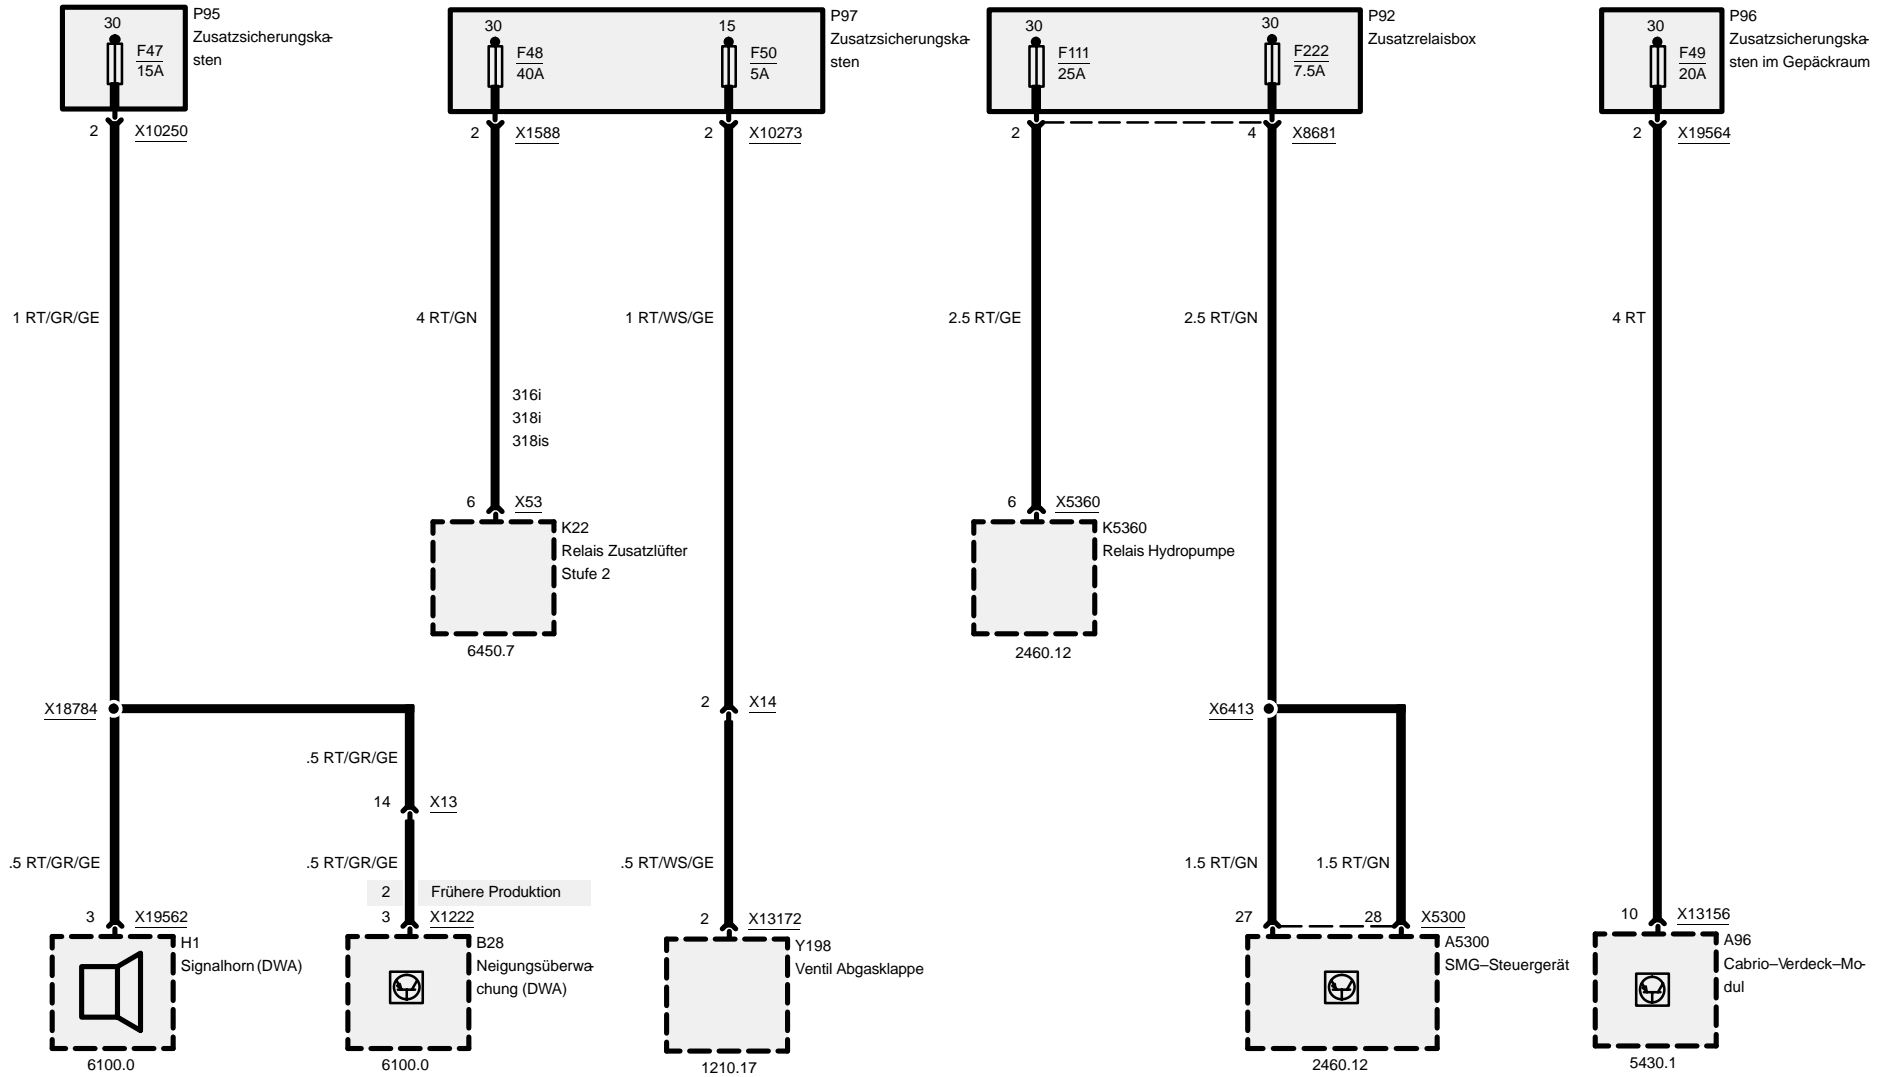 P95
Zusatzsicherungska-
sten
30
F47
15A
2
X10250
P97
Zusatzsicherungska-
sten
30
F48
40A
2
X1588
15
F50
5A
2
X10273
P92
Zusatzrelaisbox
30
F111
25A
2
30
F222
7.5A
4
X8681
P96
Zusatzsicherungska-
sten im Gepäckraum
30
F49
20A
2
X19564
1 RT/GR/GE
4 RT/GN
1 RT/WS/GE
2.5 RT/GE
2.5 RT/GN
4 RT
316i
318i
318is
6
X53
K22
Relais Zusatzlüfter
Stufe 2
6450.7
6
X5360
K5360
Relais Hydropumpe
2460.12
X18784
2
X14
X6413
.5 RT/GR/GE
14
X13
.5 RT/GR/GE
.5 RT/GR/GE
.5 RT/WS/GE
1.5 RT/GN
1.5 RT/GN
2
Frühere Produktion
3
X19562
H1
Signalhorn (DWA)
6100.0
3
X1222
B28
Neigungsüberwa-
chung (DWA)
6100.0
2
X13172
Y198
Ventil Abgasklappe
1210.17
27
28
X5300
A5300
SMG–Steuergerät
2460.12
10
X13156
A96
Cabrio–Verdeck–Mo-
dul
5430.1